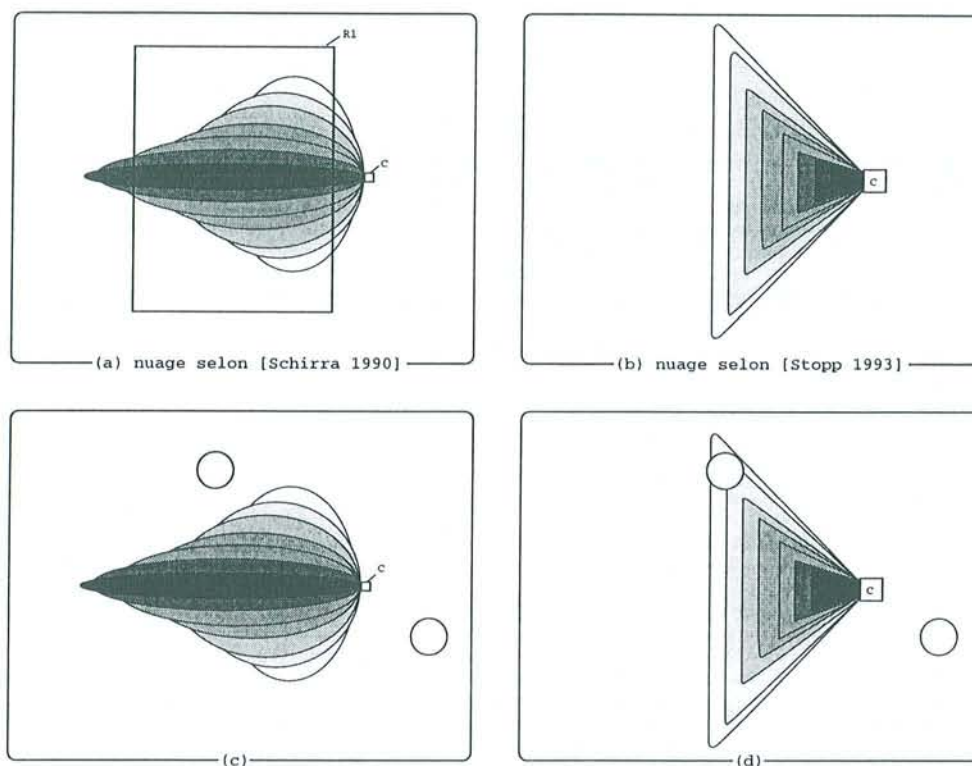 R1
c
(a) nuage selon [Schirra 1990]
c
(b) nuage selon [Stopp 1993]
c
(c)
c
(d)